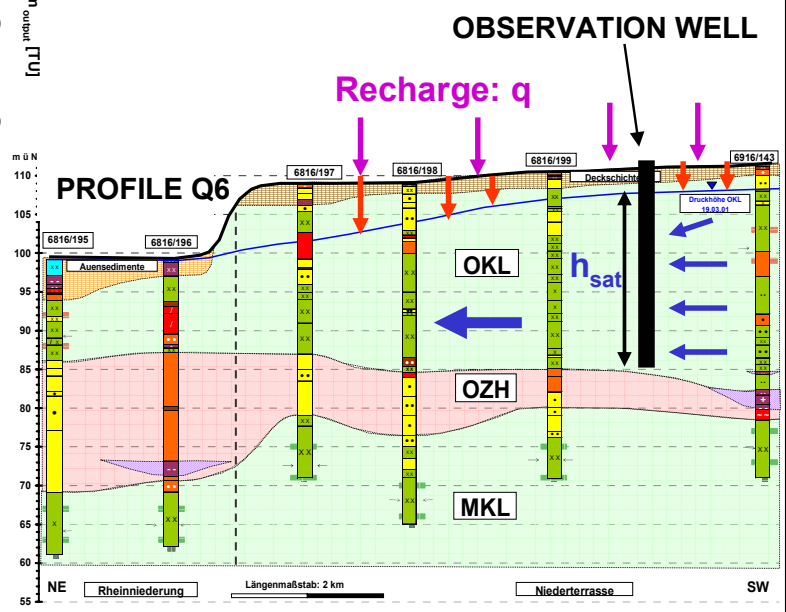 m output [TU]
OBSERVATION WELL
Recharge: q
m ü N
PROFILE Q6
6816/195
6816/196
6816/197
6816/198
6816/199
6916/143
Deckschichten
Druckhöhe OKL
19.03.01
Auensedimente
OKL
h sat
OZH
MKL
110
105
100
95
90
85
80
75
70
65
60
55
NE
Rheinniederung
Längenmaßstab: 2 km
Niederterrasse
SW